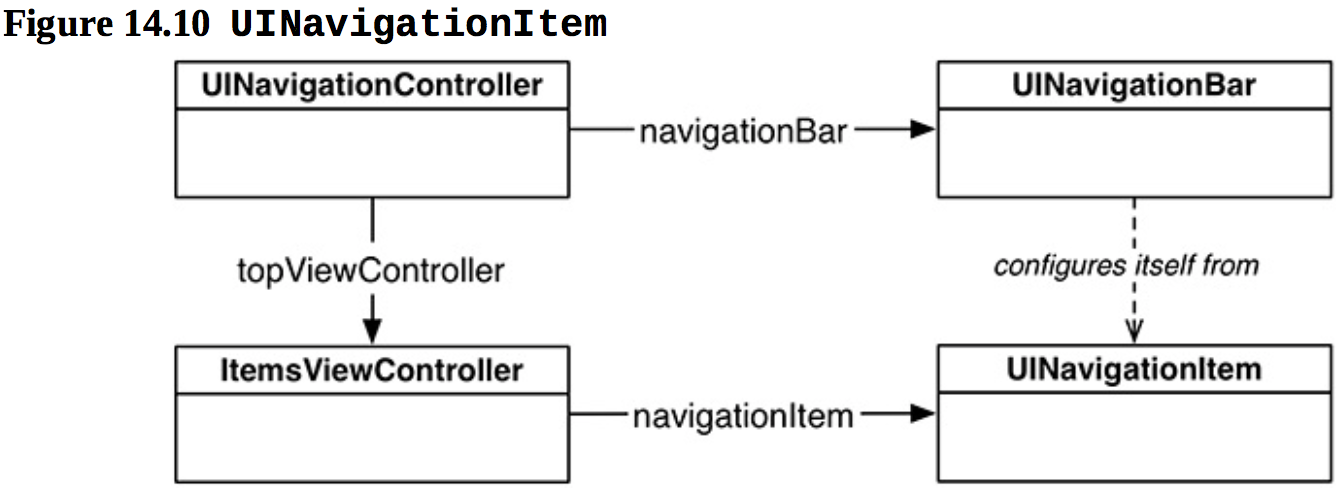 Figure 14.10 UINavigationItem
UINavigationController
UINavigationBar
navigationBar
topViewController
configures itself from
ItemsViewController
UINavigationItem
navigationItem